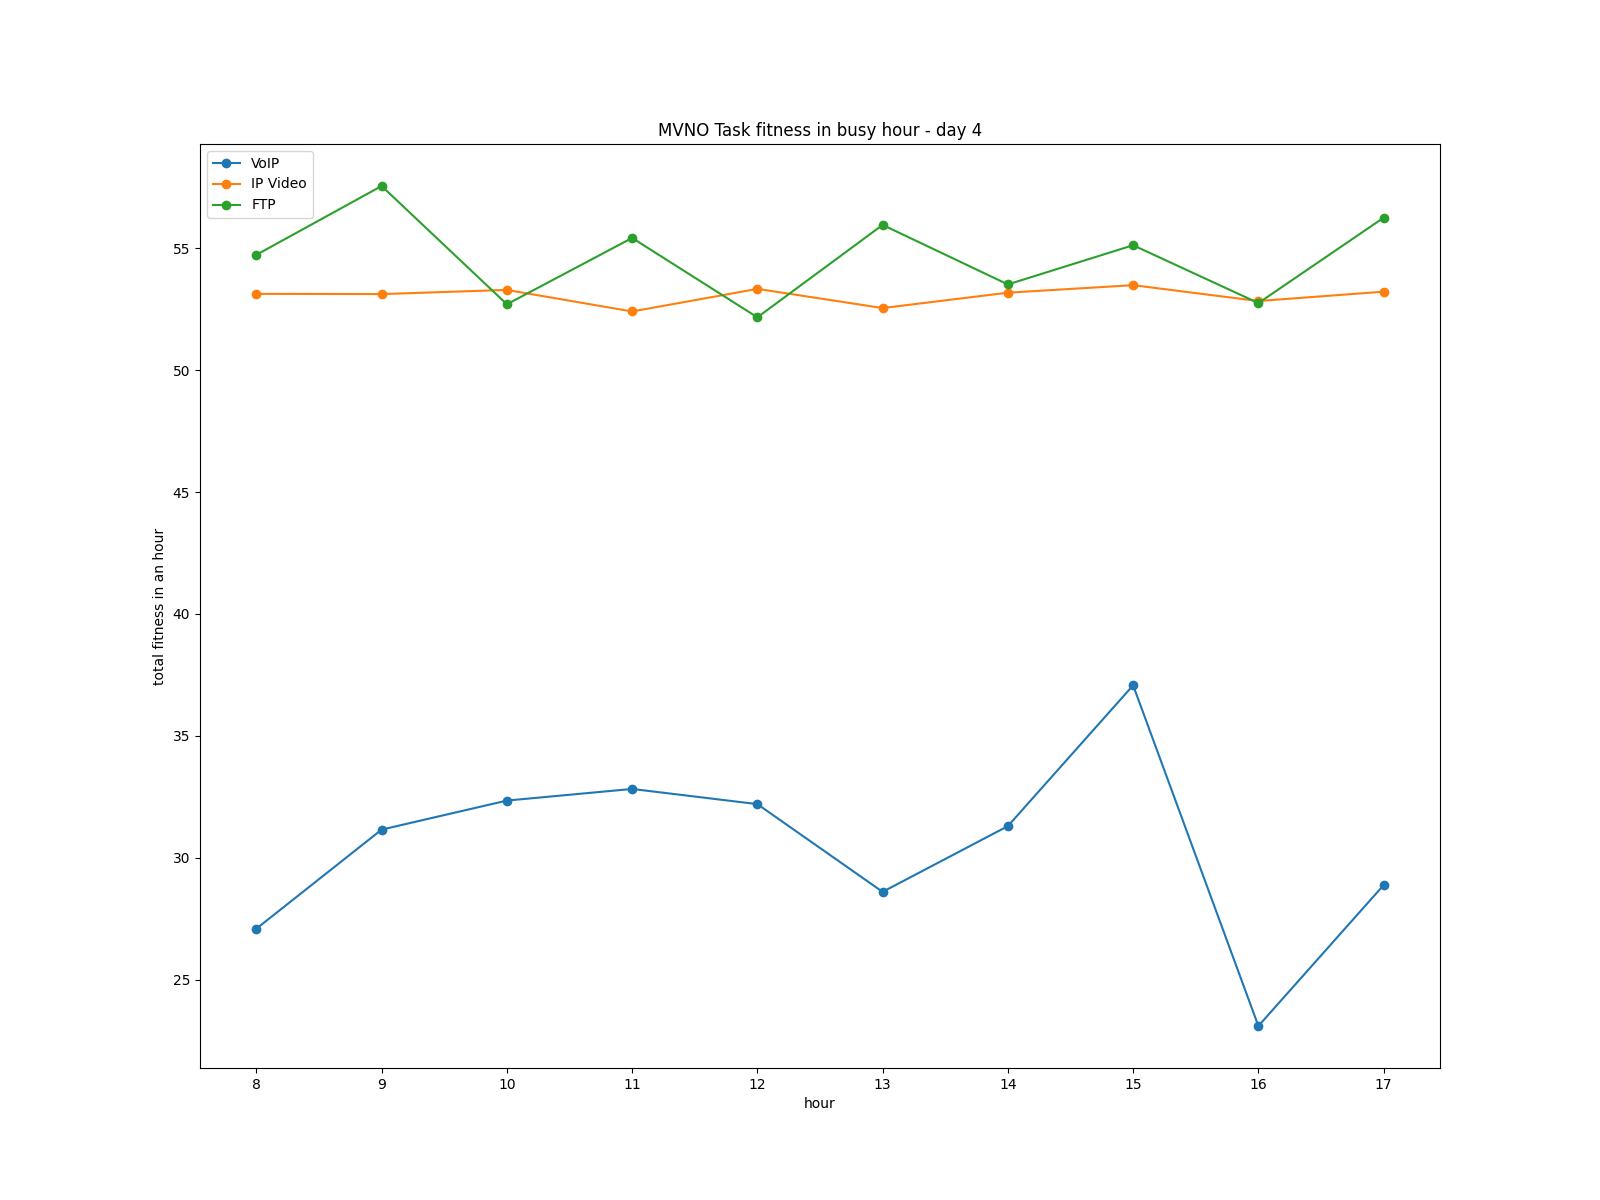 MVNO Task fitness in busy hour - day 4
VoIP
IP Video
FTP
total fitness in an hour
55
50
45
40
35
30
25
8 9 10 11 12 13 14 15 16 17
hour